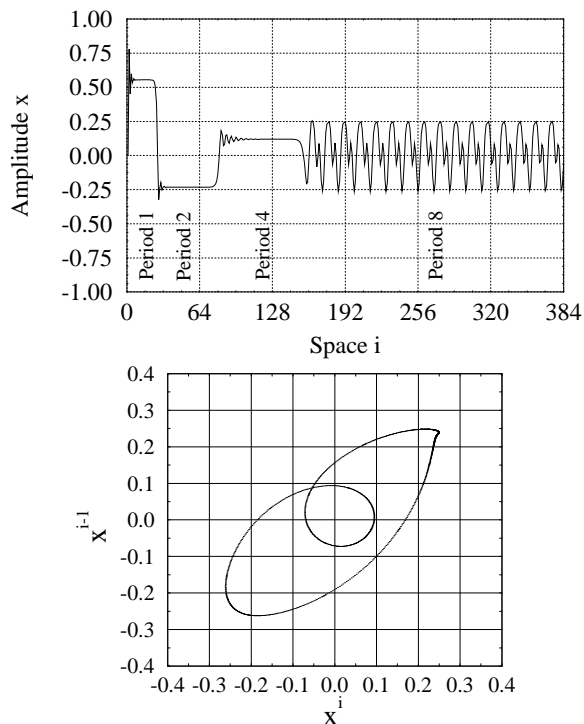 Amplitude x
1.00
0.75
0.50
0.25
0.00
-0.25
-0.50
0.75
-1.00
Period 1
Period 2
Period 4
Period 8
0 64 128 192 256 320 384
Space i
x^{i-1}
0.4
0.3
0.2
0.1
0.0
-0.1
-0.2
-0.3
-0.4
-0.4 -0.3 -0.2 -0.1 0.0 0.1 0.2 0.3 0.4
x^i